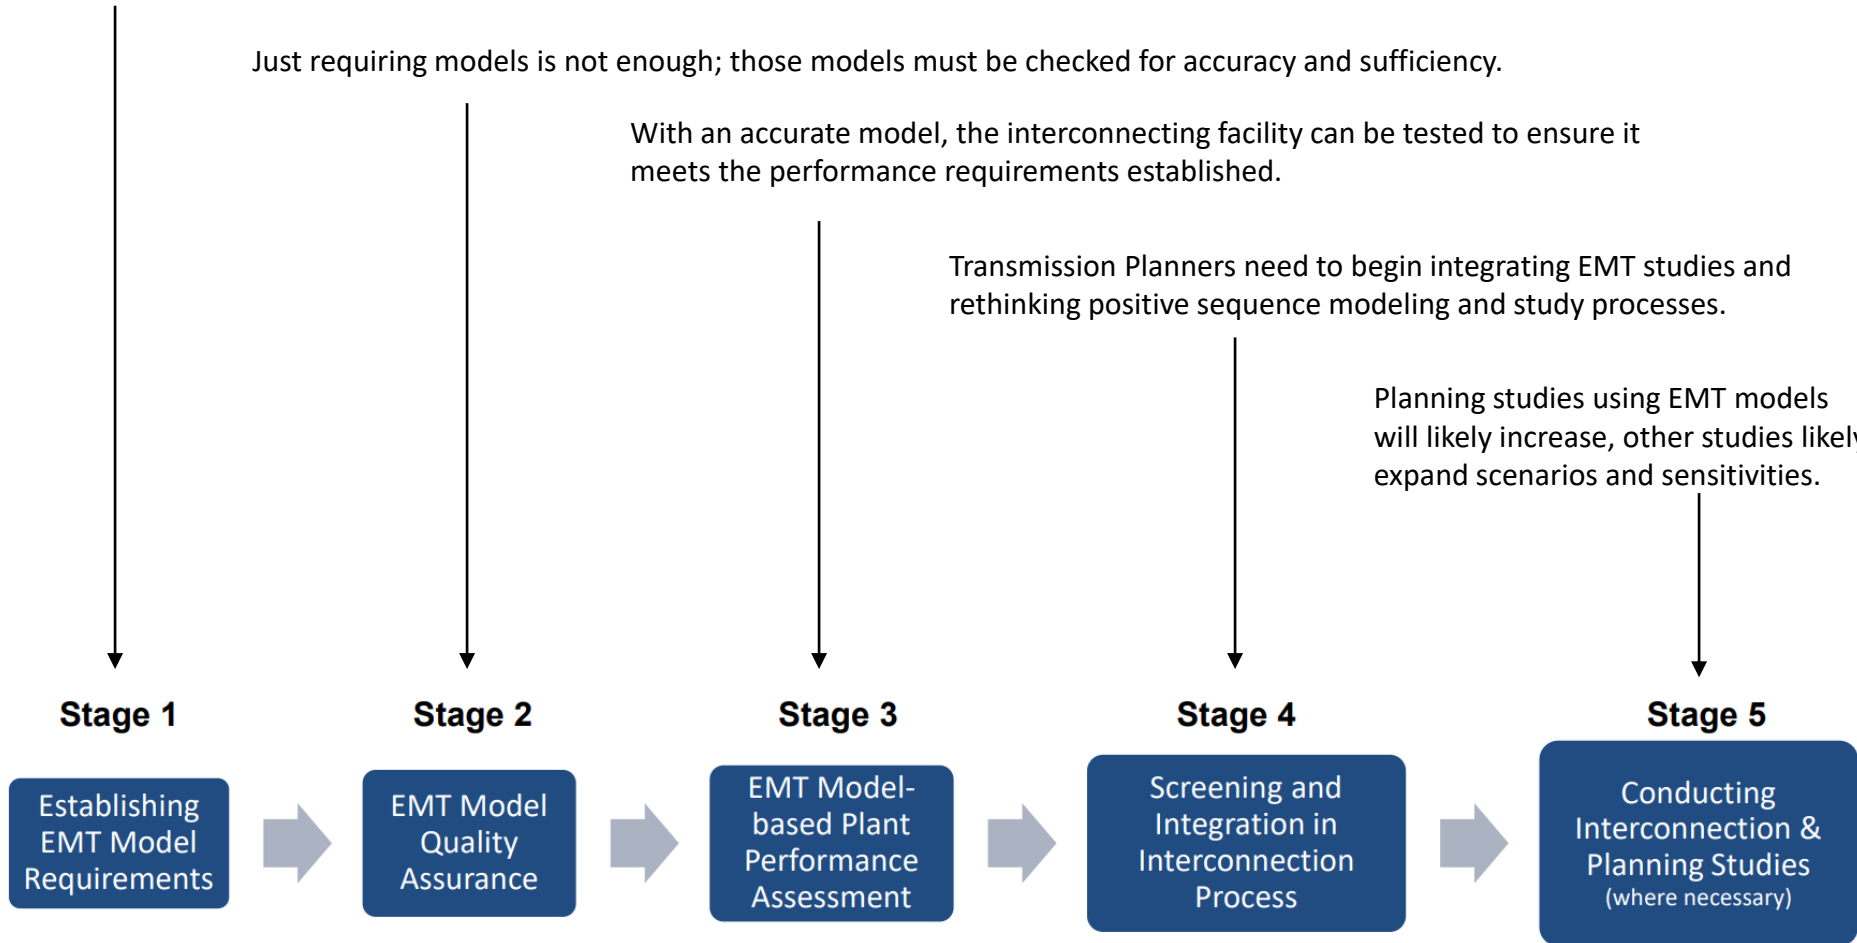 Just requiring models is not enough; those models must be checked for accuracy and sufficiency.
With an accurate model, the interconnecting facility can be tested to ensure it
meets the performance requirements established.
Transmission Planners need to begin integrating EMT studies and
rethinking positive sequence modeling and study processes.
Planning studies using EMT models
will likely increase, other studies likely
expand scenarios and sensitivities.
Stage 1
Stage 2
Stage 3
Stage 4
Stage 5
Establishing
EMT Model
Requirements
EMT Model
Quality
Assurance
EMT Model-
based Plant
Performance
Assessment
Screening and
Integration in
Interconnection
Process
Conducting
Interconnection &
Planning Studies
(where necessary)